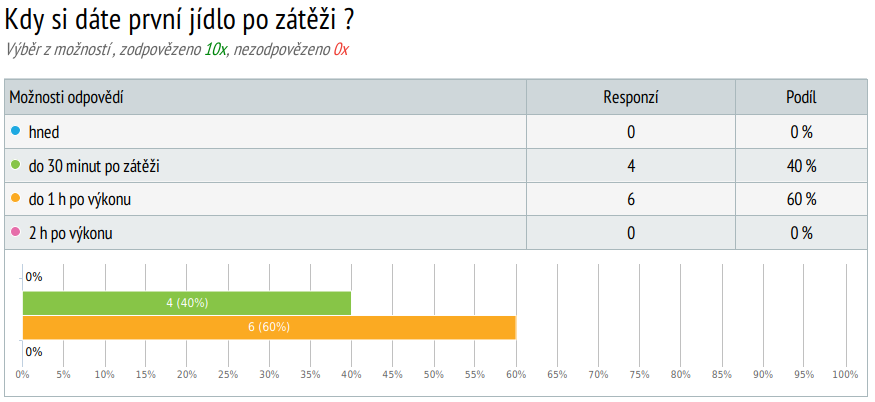 Kdy si dáte první jídlo po zátěži ?
Výběr z možností , zodpovězeno 10x, nezodpovězeno 0x
Možnosti odpovědí Responzí Podíl
hned 0 0 %
do 30 minut po zátěži 4 40 %
do 1 h po výkonu 6 60 %
2 h po výkonu 0 0 %
0%
4 (40%)
6 (60%)
0%
0% 5% 10% 15% 20% 25% 30% 35% 40% 45% 50% 55% 60% 65% 70% 75% 80% 85% 90% 95% 100%